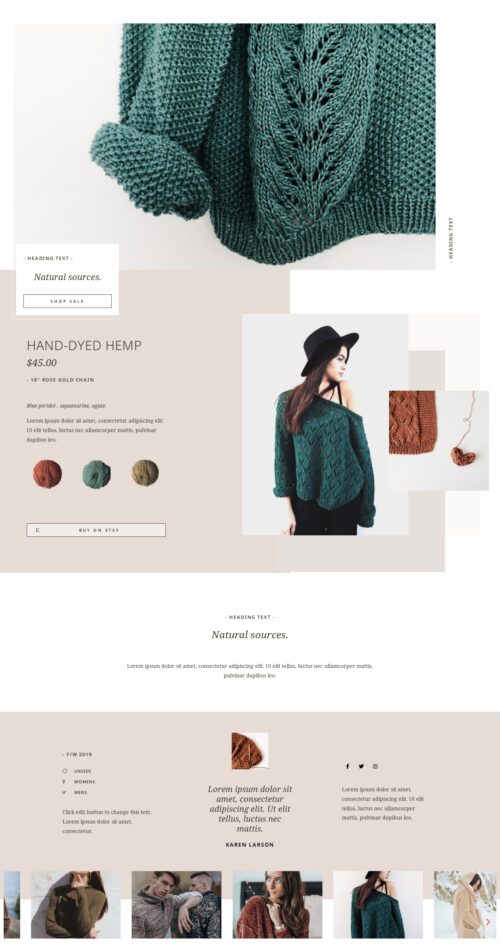 - HEADING TEXT -
- HEADING TEXT -
Natural sources.
SHOP SALE
HAND-DYED HEMP
$45.00
- 18" ROSE GOLD CHAIN
Blue peridot , aquamarine, agate.
Lorem ipsum dolor sit amet, consectetur adipiscing elit.
Ut elit tellus, luctus nec ullamcorper mattis, pulvinar
dapibus leo.
E BUY ON ETSY
- HEADING TEXT -
Natural sources.
Lorem ipsum dolor sit amet, consectetur adipiscing elit. Ut elit tellus, luctus nec ullamcorper mattis,
pulvinar dapibus leo.
- F/W 2019
UNISEX
WOMENS
MENS
Click edit button to change this text.
Lorem ipsum dolor sit amet,
consectetur.
Lorem ipsum dolor sit
amet, consectetur
adipiscing elit. Ut elit
tellus, luctus nec
mattis.
KAREN LARSON
Lorem ipsum dolor sit amet,
consectetur adipiscing elit. Ut elit
tellus, luctus nec ullamcorper
mattis, pulvinar dapibus leo.